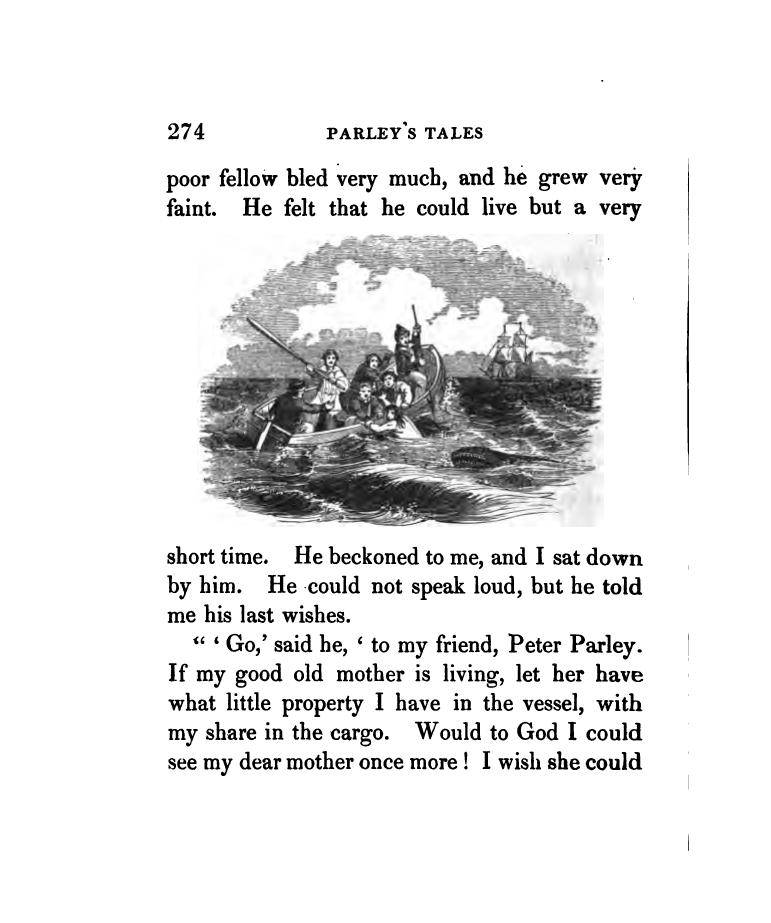 274 PARLEY'S TALES
poor fellow bled very much, and he grew very
faint. He felt that he could live but a very
short time. He beckoned to me, and I sat down
by him. He could not speak loud, but he told
me his last wishes.
" ' Go,' said he, ' to my friend, Peter Parley.
If my good old mother is living, let her have
what little property I have in the vessel, with
my share in the cargo. Would to God I could
see my dear mother once more ! I wish she could